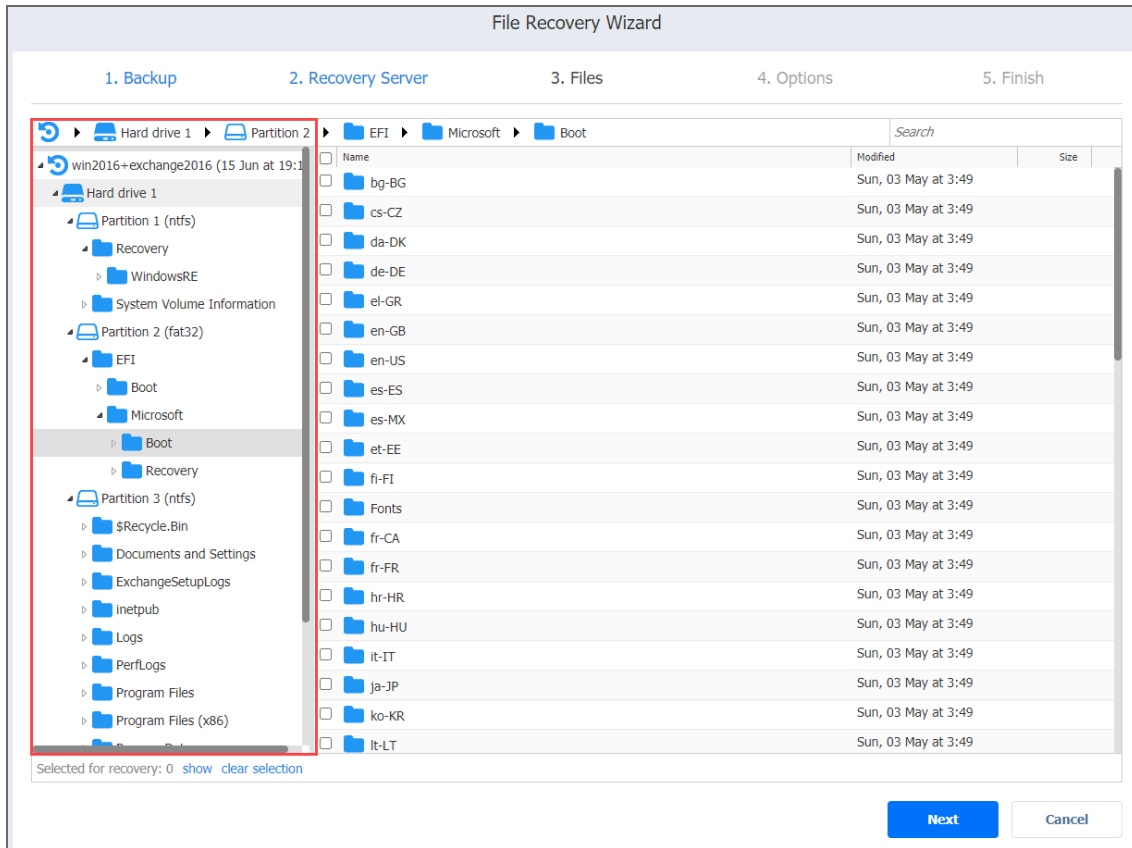 File Recovery Wizard
1. Backup
2. Recovery Server
3. Files
4. Options
5. Finish
Hard drive 1
Partition 2
EFI
Microsoft
Boot
Search
win2016+exchange2016 (15 Jun at 19:1
Hard drive 1
Partition 1 (ntfs)
Recovery
WindowsRE
System Volume Information
Partition 2 (fat32)
EFI
Boot
Microsoft
Boot
Recovery
Partition 3 (ntfs)
$Recycle.Bin
Documents and Settings
ExchangeSetupLogs
inetpub
Logs
PerfLogs
Program Files
Program Files (x86)
Name Modified Size
bg-BG Sun, 03 May at 3:49
cs-CZ Sun, 03 May at 3:49
da-DK Sun, 03 May at 3:49
de-DE Sun, 03 May at 3:49
el-GR Sun, 03 May at 3:49
en-GB Sun, 03 May at 3:49
en-US Sun, 03 May at 3:49
es-ES Sun, 03 May at 3:49
es-MX Sun, 03 May at 3:49
et-EE Sun, 03 May at 3:49
fi-FI Sun, 03 May at 3:49
Fonts Sun, 03 May at 3:49
fr-CA Sun, 03 May at 3:49
fr-FR Sun, 03 May at 3:49
hr-HR Sun, 03 May at 3:49
hu-HU Sun, 03 May at 3:49
it-IT Sun, 03 May at 3:49
ja-JP Sun, 03 May at 3:49
ko-KR Sun, 03 May at 3:49
lt-LT Sun, 03 May at 3:49
Selected for recovery: 0 show clear selection
Next
Cancel